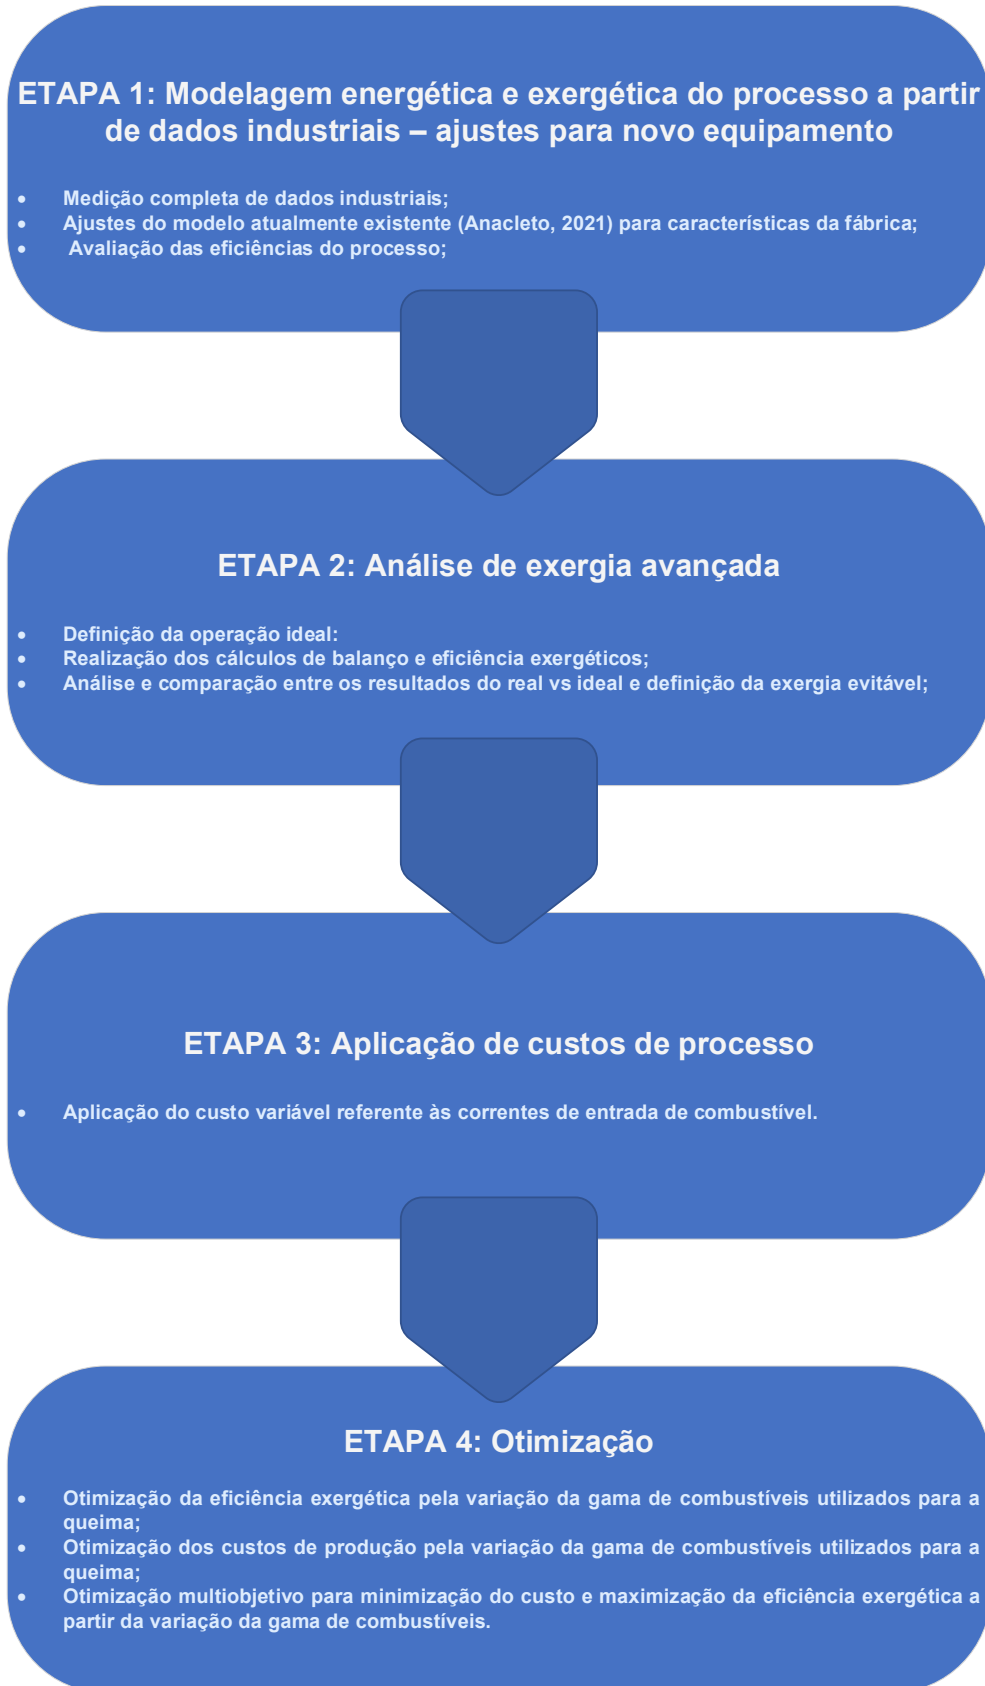 ETAPA 1: Modelagem energética e exergética do processo a partir
de dados industriais – ajustes para novo equipamento
• Medição completa de dados industriais;
• Ajustes do modelo atualmente existente (Anacleto, 2021) para características da fábrica;
• Avaliação das eficiências do processo;
ETAPA 2: Análise de exergia avançada
• Definição da operação ideal:
• Realização dos cálculos de balanço e eficiência exergéticos;
• Análise e comparação entre os resultados do real vs ideal e definição da exergia evitável;
ETAPA 3: Aplicação de custos de processo
• Aplicação do custo variável referente às correntes de entrada de combustível.
ETAPA 4: Otimização
• Otimização da eficiência exergética pela variação da gama de combustíveis utilizados para a
queima;
• Otimização dos custos de produção pela variação da gama de combustíveis utilizados para a
queima;
• Otimização multiobjetivo para minimização do custo e maximização da eficiência exergética a
partir da variação da gama de combustíveis.